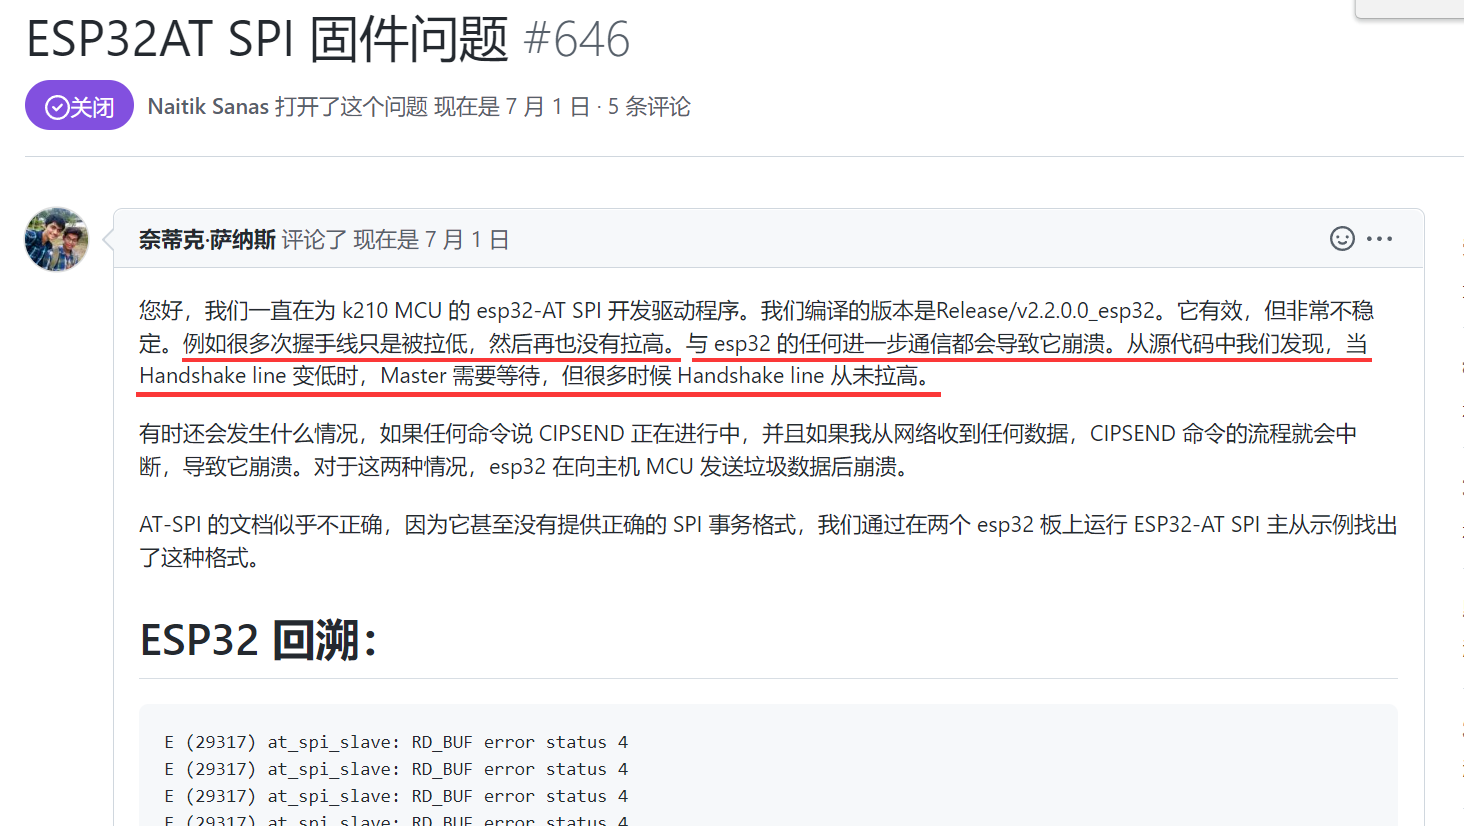 ESP32AT SPI 固件问题 #646
关闭 Naitik Sanas 打开了这个问题 现在是 7 月 1 日 · 5 条评论
奈蒂克·萨纳斯 评论了 现在是 7 月 1 日
您好，我们一直在为 k210 MCU 的 esp32-AT SPI 开发驱动程序。我们编译的版本是Release/v2.2.0.0_esp32。它有效，但非常不稳
定。例如很多次握手线只是被拉低，然后再也没有拉高。与 esp32 的任何进一步通信都会导致它崩溃。从源代码中我们发现，当
Handshake line 变低时，Master 需要等待，但很多时候 Handshake line 从未拉高。
有时还会发生什么情况，如果任何命令说 CIPSEND 正在进行中，并且如果我从网络收到任何数据，CIPSEND 命令的流程就会中
断，导致它崩溃。对于这两种情况，esp32 在向主机 MCU 发送垃圾数据后崩溃。
AT-SPI 的文档似乎不正确，因为它甚至没有提供正确的 SPI 事务格式，我们通过在两个 esp32 板上运行 ESP32-AT SPI 主从示例找出
了这种格式。
ESP32 回溯：
E (29317) at_spi_slave: RD_BUF error status 4
E (29317) at_spi_slave: RD_BUF error status 4
E (29317) at_spi_slave: RD_BUF error status 4
E (29317) at_spi_slave: RD_BUF error status 4